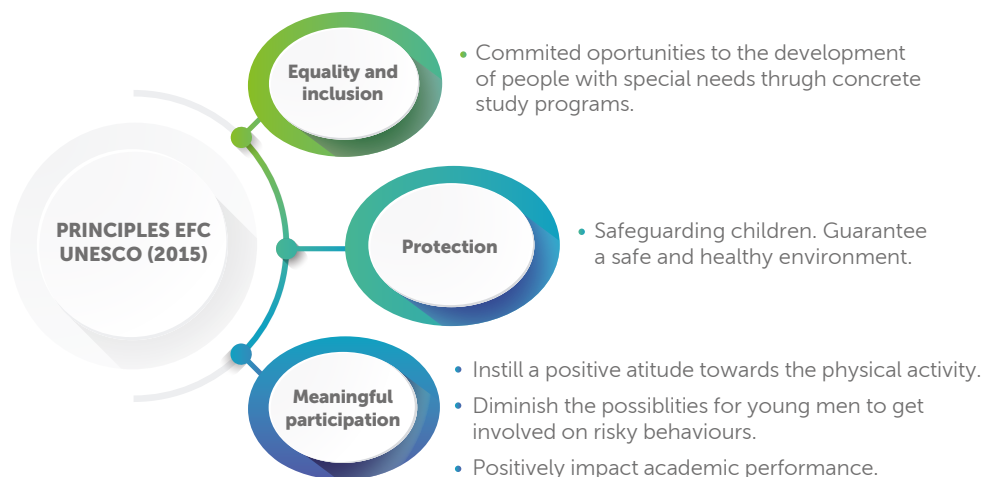 PRINCIPLES EFC
UNESCO (2015)
Equality and
inclusion
• Commited oportunities to the development
of people with special needs thrugh concrete
study programs.
Protection
• Safeguarding children. Guarantee
a safe and healthy environment.
Meaningful
participation
• Instill a positive atitude towards the physical activity.
• Diminish the possiblities for young men to get
involved on risky behaviours.
• Positively impact academic performance.